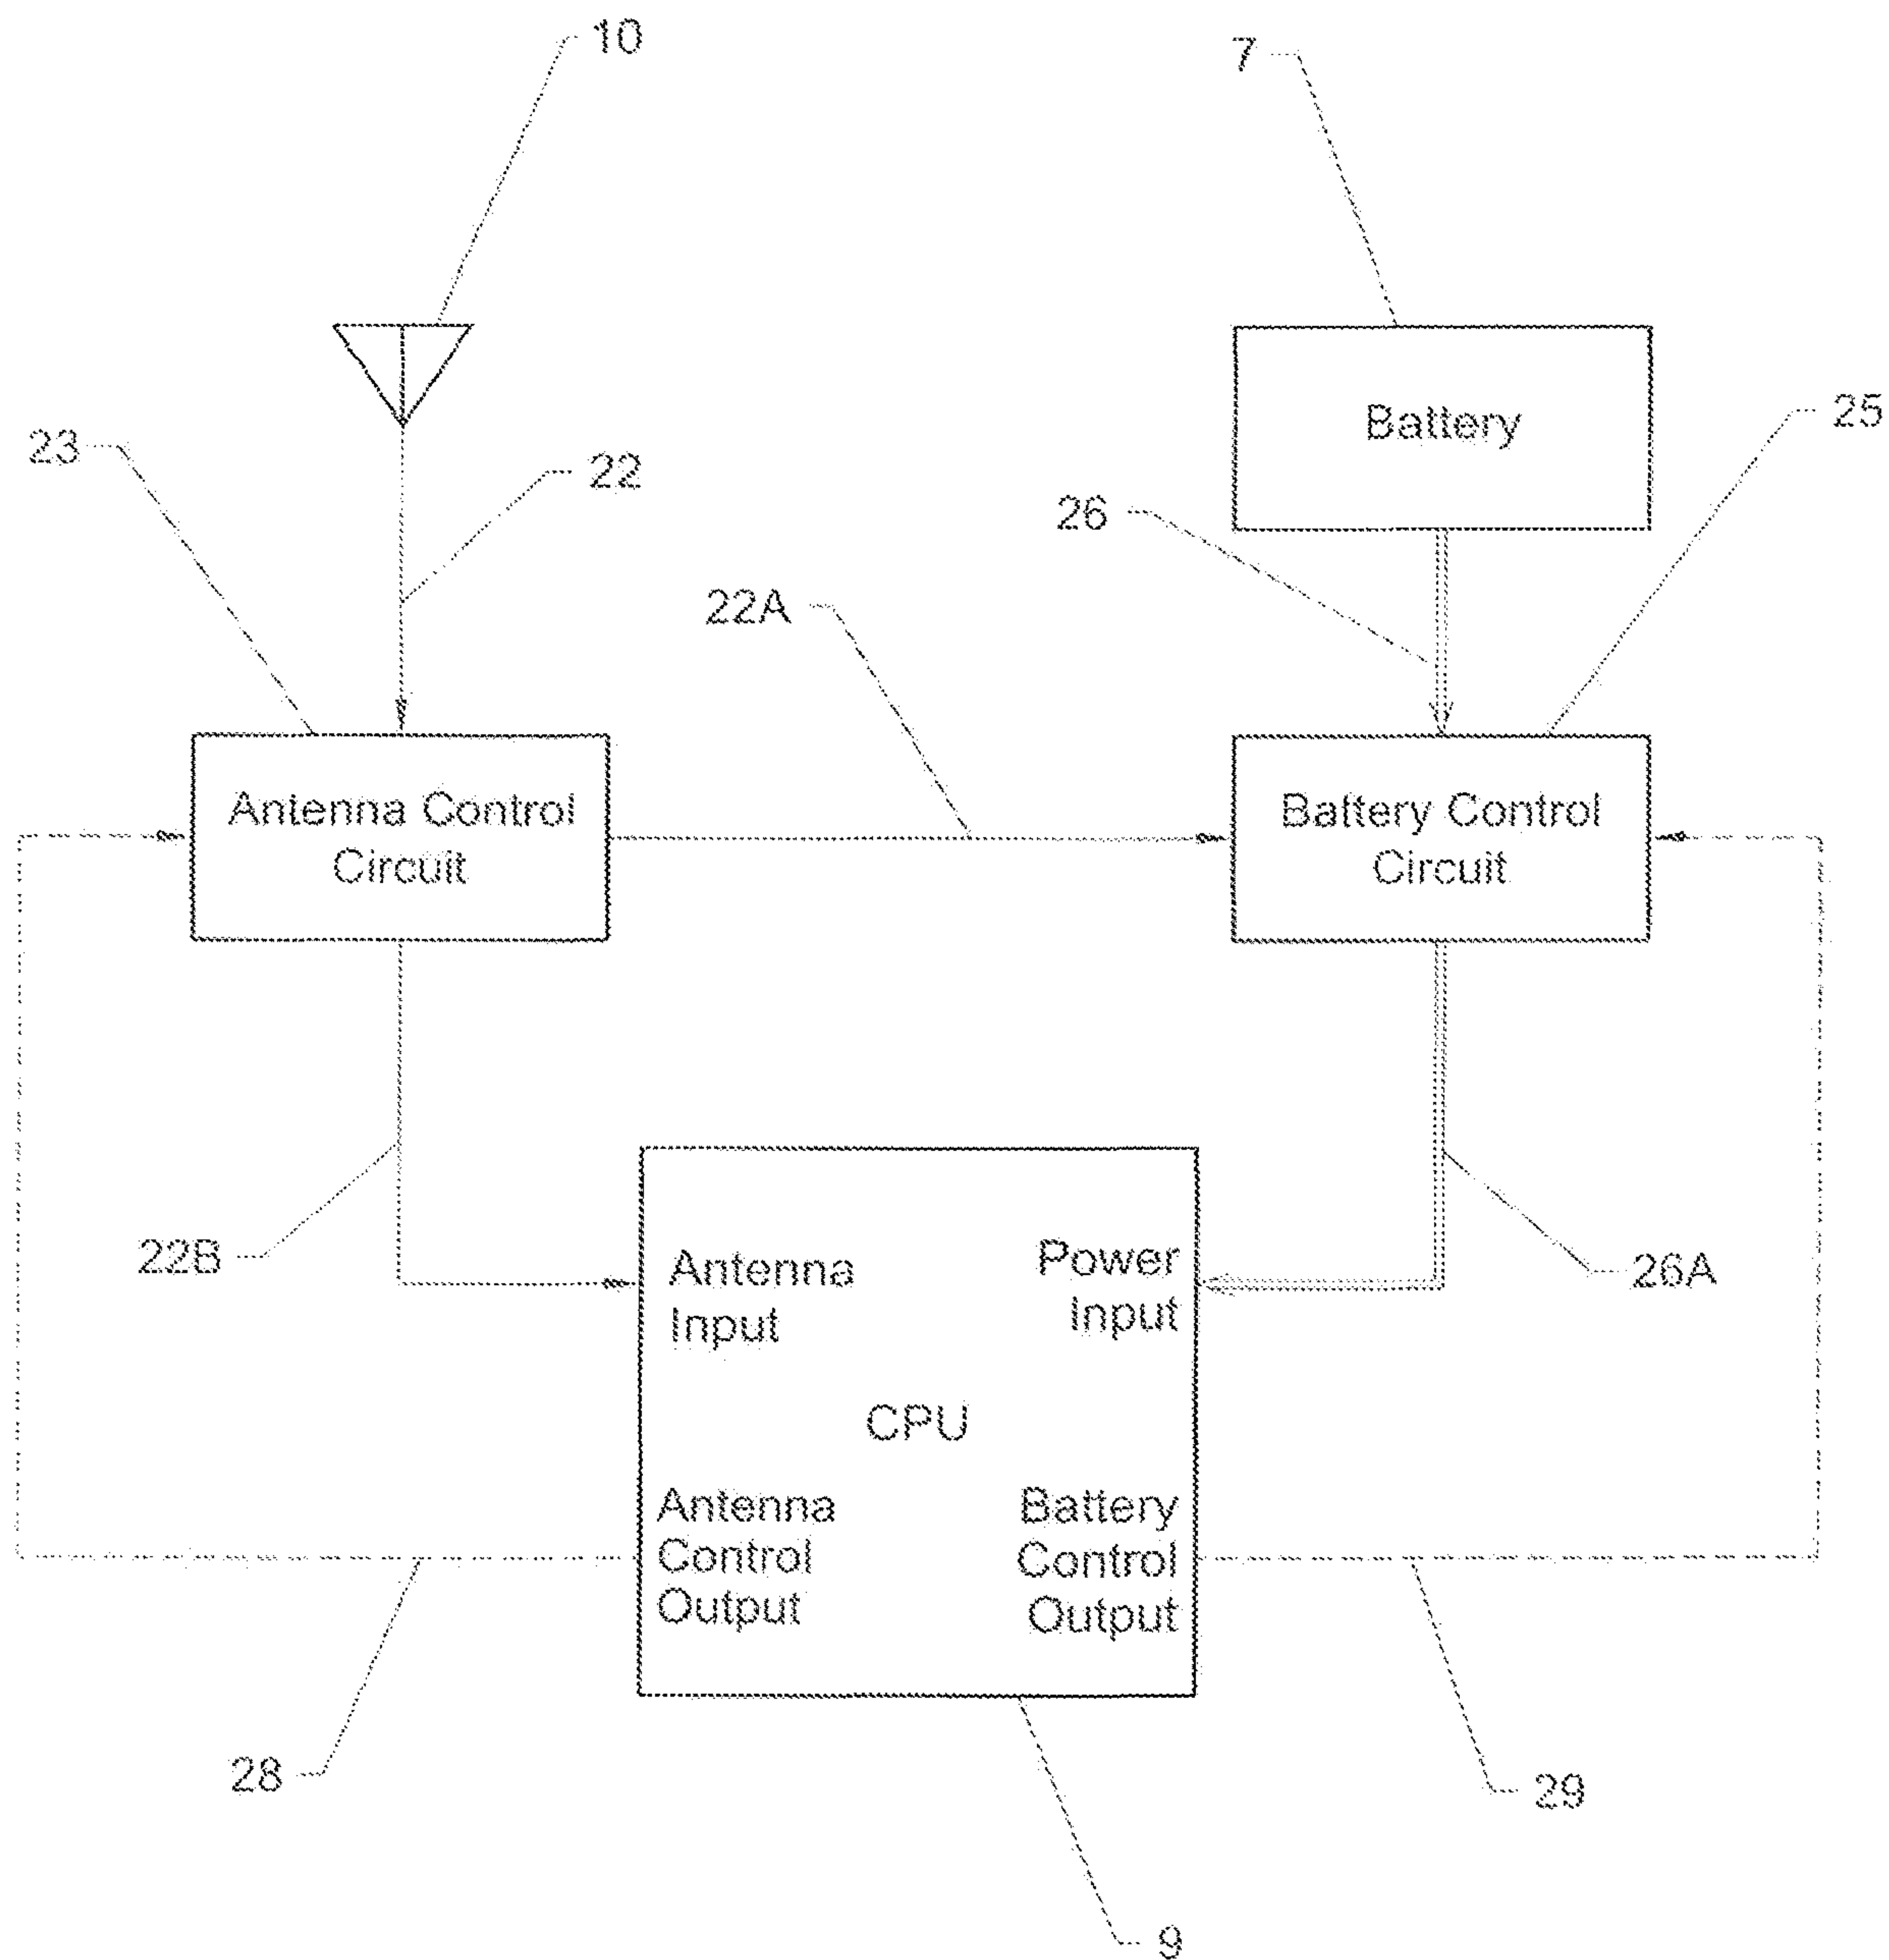 10
7
Battery
25
23
22
26
22A
Antenna Control
Circuit
Battery Control
Circuit
22B
Antenna
Input
Power
Input
26A
CPU
Antenna
Control
Output
Battery
Control
Output
28
29
9